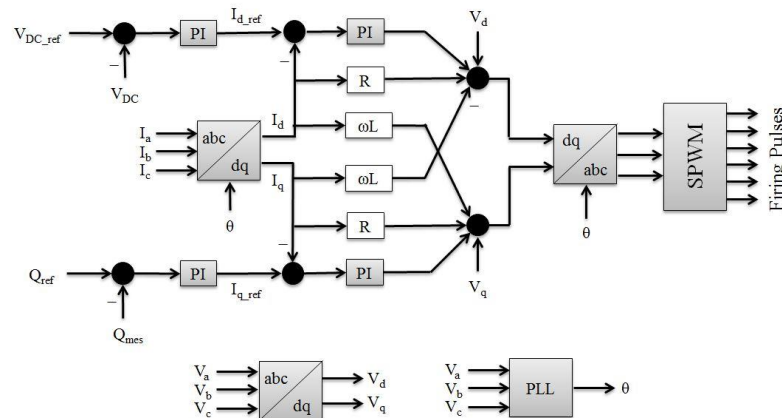 V_DC_ref
–
V_DC
PI
I_d_ref
–
PI
V_d
–
R
I_a
I_b
I_c
abc
dq
θ
I_d
I_q
ωL
ωL
R
–
dq
abc
θ
SPWM
Firing Pulses
Q_ref
–
Q_mes
PI
I_q_ref
PI
V_q
V_a
V_b
V_c
abc
dq
V_d
V_q
V_a
V_b
V_c
PLL
θ